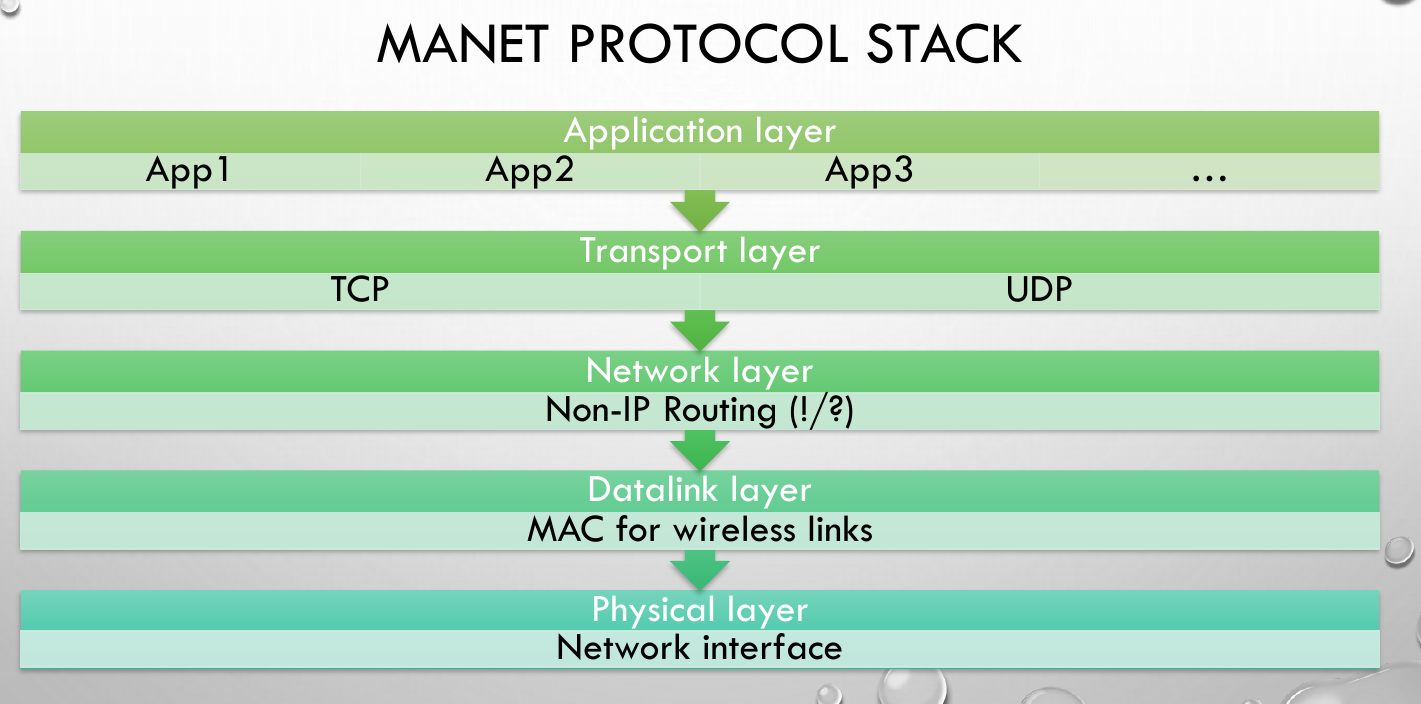 MANET PROTOCOL STACK
Application layer
App1 App2 App3 ...
Transport layer
TCP UDP
Network layer
Non-IP Routing (!/?)
Datalink layer
MAC for wireless links
Physical layer
Network interface